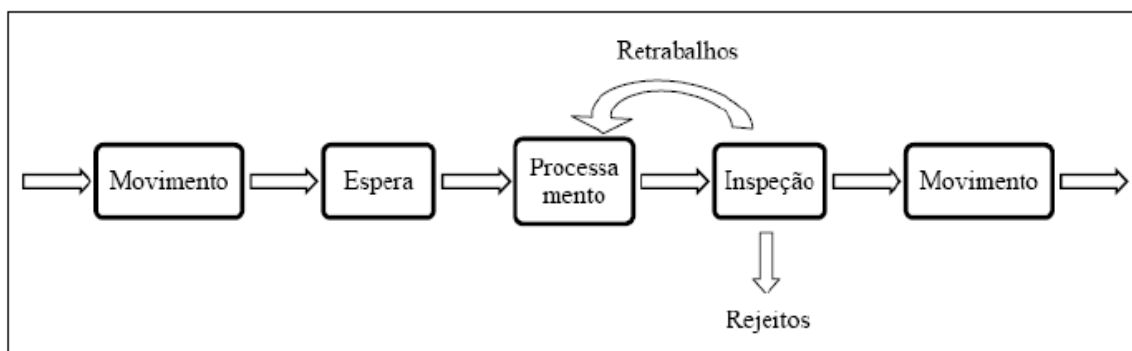 Retrabalhos
Movimento
Espera
Processa
mento
Inspeção
Movimento
Rejeitos